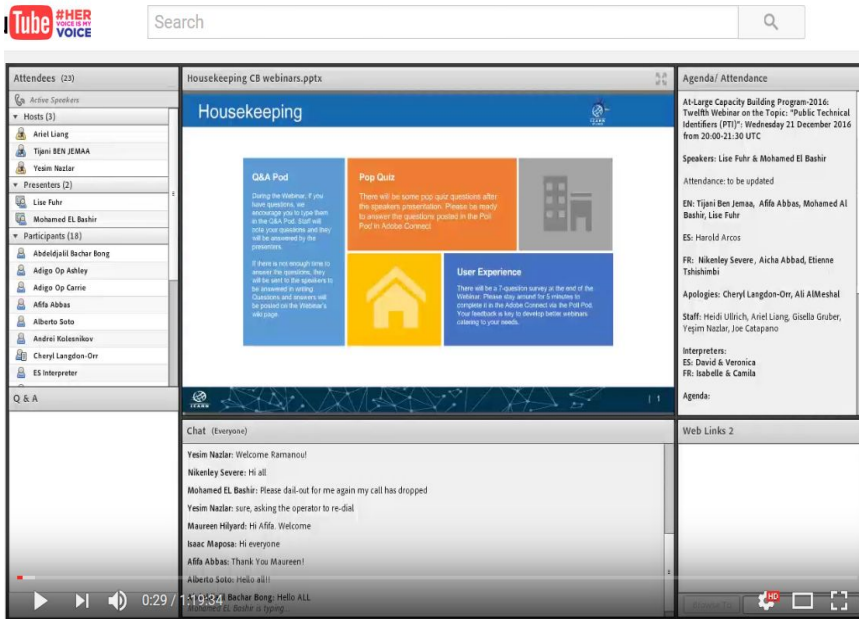 Tube #HER
VOICE IS MY
VOICE
Search
Attendees (23)
Active Speakers
Hosts (3)
Ariel Liang
Tijani BEN JEMAA
Yesim Nazlar
Presenters (2)
Lise Fuhr
Mohamed EL Bashir
Participants (18)
Abdeldjalil Bachar Bong
Adigo Op Ashley
Adigo Op Carrie
Afifa Abbas
Alberto Soto
Andrei Kolesnikov
Cheryl Langdon-Orr
ES Interpreter
Q & A
Housekeeping CB webinars.pptx
Housekeeping
ICANN
Q&A Pod
During the Webinar, if you
have questions, we
encourage you to type them
in the Q&A Pod. Staff will
note your questions and they
will be answered by the
presenters.
If there is not enough time to
answer the questions, they
will be sent to the speakers to
be answered in writing
Questions and answers will
be posted on the Webinar's
wiki page.
Pop Quiz
There will be some pop quiz questions after
the speakers presentation. Please be ready
to answer the questions posted in the Poll
Pod in Adobe Connect
User Experience
There will be a 7-question survey at the end of the
Webinar. Please stay around for 5 minutes to
complete it in the Adobe Connect via the Poll Pod.
Your feedback is key to develop better webinars
catering to your needs.
ICANN
| 1
Chat (Everyone)
Yesim Nazlar: Welcome Ramanou!
Nikenley Severe: Hi all
Mohamed EL Bashir: Please dail-out for me again my call has dropped
Yesim Nazlar: sure, asking the operator to re-dial
Maureen Hilyard: Hi Afifa. Welcome
Isaac Maposa: Hi everyone
Afifa Abbas: Thank You Maureen!
Alberto Soto: Hello all!!
Bachar Bong: Hello ALL
Mohamed EL Bashir is typing...
Agenda/ Attendance
At-Large Capacity Building Program-2016:
Twelfth Webinar on the Topic: "Public Technical
Identifiers (PTI)": Wednesday 21 December 2016
from 20:00-21:30 UTC
Speakers: Lise Fuhr & Mohamed El Bashir
Attendance: to be updated
EN: Tijani Ben Jemaa, Afifa Abbas, Mohamed Al
Bashir, Lise Fuhr
ES: Harold Arcos
FR: Nikenley Severe, Aicha Abbad, Etienne
Tshishimbi
Apologies: Cheryl Langdon-Orr, Ali AlMeshal
Staff: Heidi Ullrich, Ariel Liang, Gisella Gruber,
Yeşim Nazlar, Joe Catapano
Interpreters:
ES: David & Veronica
FR: Isabelle & Camila
Agenda:
Web Links 2
Browse To
0:29 / 1:19:34
HD